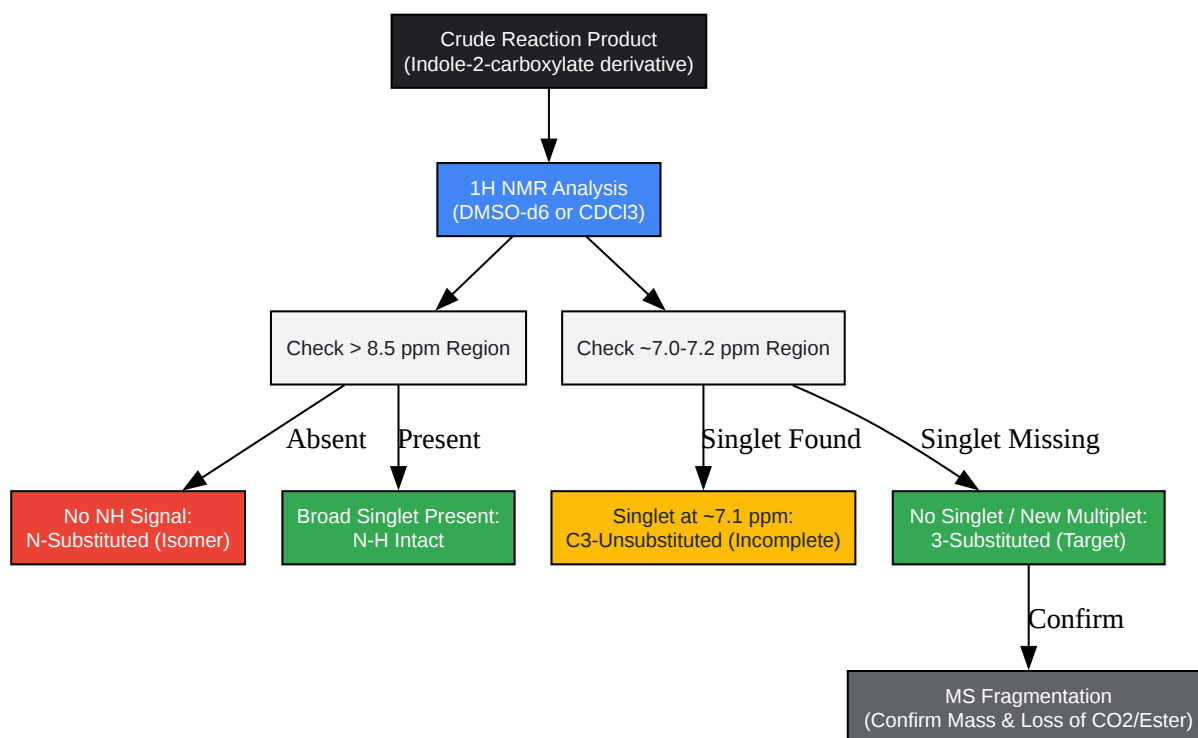 Crude Reaction Product
(Indole-2-carboxylate derivative)
1H NMR Analysis
(DMSO-d6 or CDCl3)
Check > 8.5 ppm Region
Check ~7.0-7.2 ppm Region
Absent
Present
Singlet Found
Singlet Missing
No NH Signal:
N-Substituted (Isomer)
Broad Singlet Present:
N-H Intact
Singlet at ~7.1 ppm:
C3-Unsubstituted (Incomplete)
No Singlet / New Multiplet:
3-Substituted (Target)
Confirm
MS Fragmentation
(Confirm Mass & Loss of CO2/Ester)